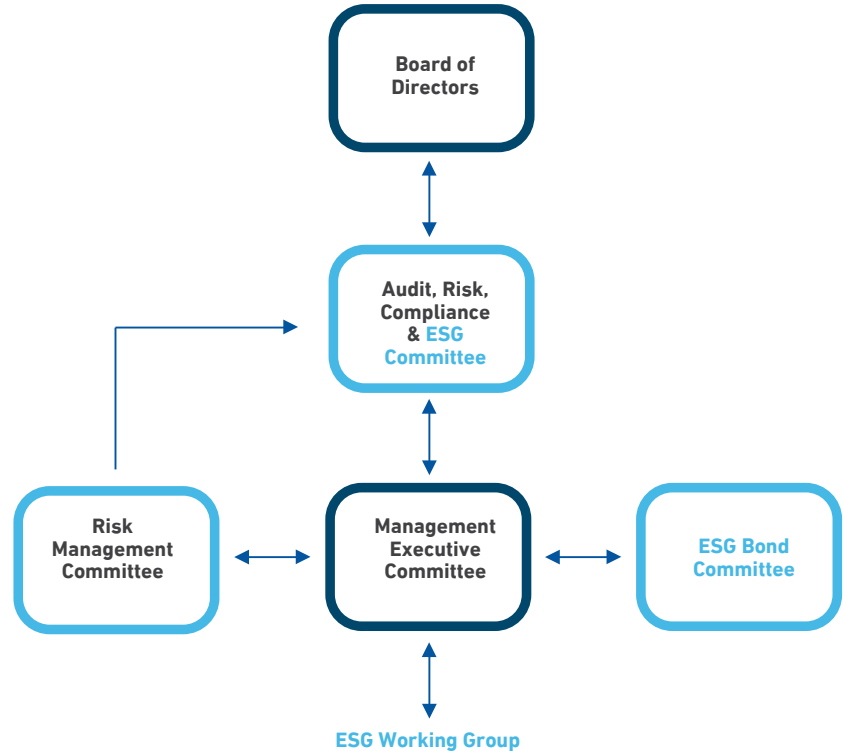 Board of
Directors
Audit, Risk,
Compliance
& ESG
Committee
Risk
Management
Committee
Management
Executive
Committee
ESG Bond
Committee
ESG Working Group